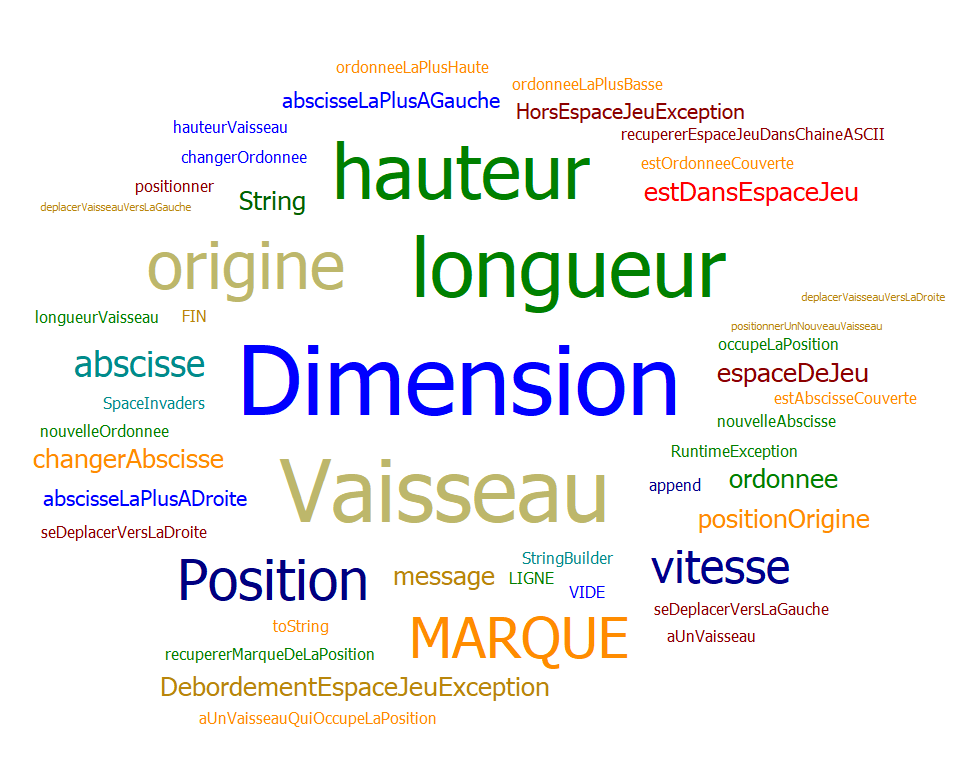 ordonneeLaPlusHaute
ordonneeLaPlusBasse
abscisseLaPlusAGauche
HorsEspaceJeuException
hauteurVaisseau
recupererEspaceJeuDansChaineASCII
changerOrdonnee
hauteur
estOrdonneeCouverte
positionner
String
estDansEspaceJeu
deplacerVaisseauVersLaGauche
origine
longueur
deplacerVaisseauVersLaDroite
longueurVaisseau
FIN
positionnerUnNouveauVaisseau
occupeLaPosition
abscisse
Dimension
espaceDeJeu
SpaceInvaders
estAbscisseCouverte
nouvelleOrdonnee
nouvelleAbscisse
changerAbscisse
RuntimeException
Vaisseau
append
ordonnee
abscisseLaPlusADroite
positionOrigine
seDeplacerVersLaDroite
StringBuilder
Position
message
LIGNE
vitesse
VIDE
seDeplacerVersLaGauche
toString
MARQUE
aUnVaisseau
recupererMarqueDeLaPosition
DebordementEspaceJeuException
aUnVaisseauQuiOccupeLaPosition